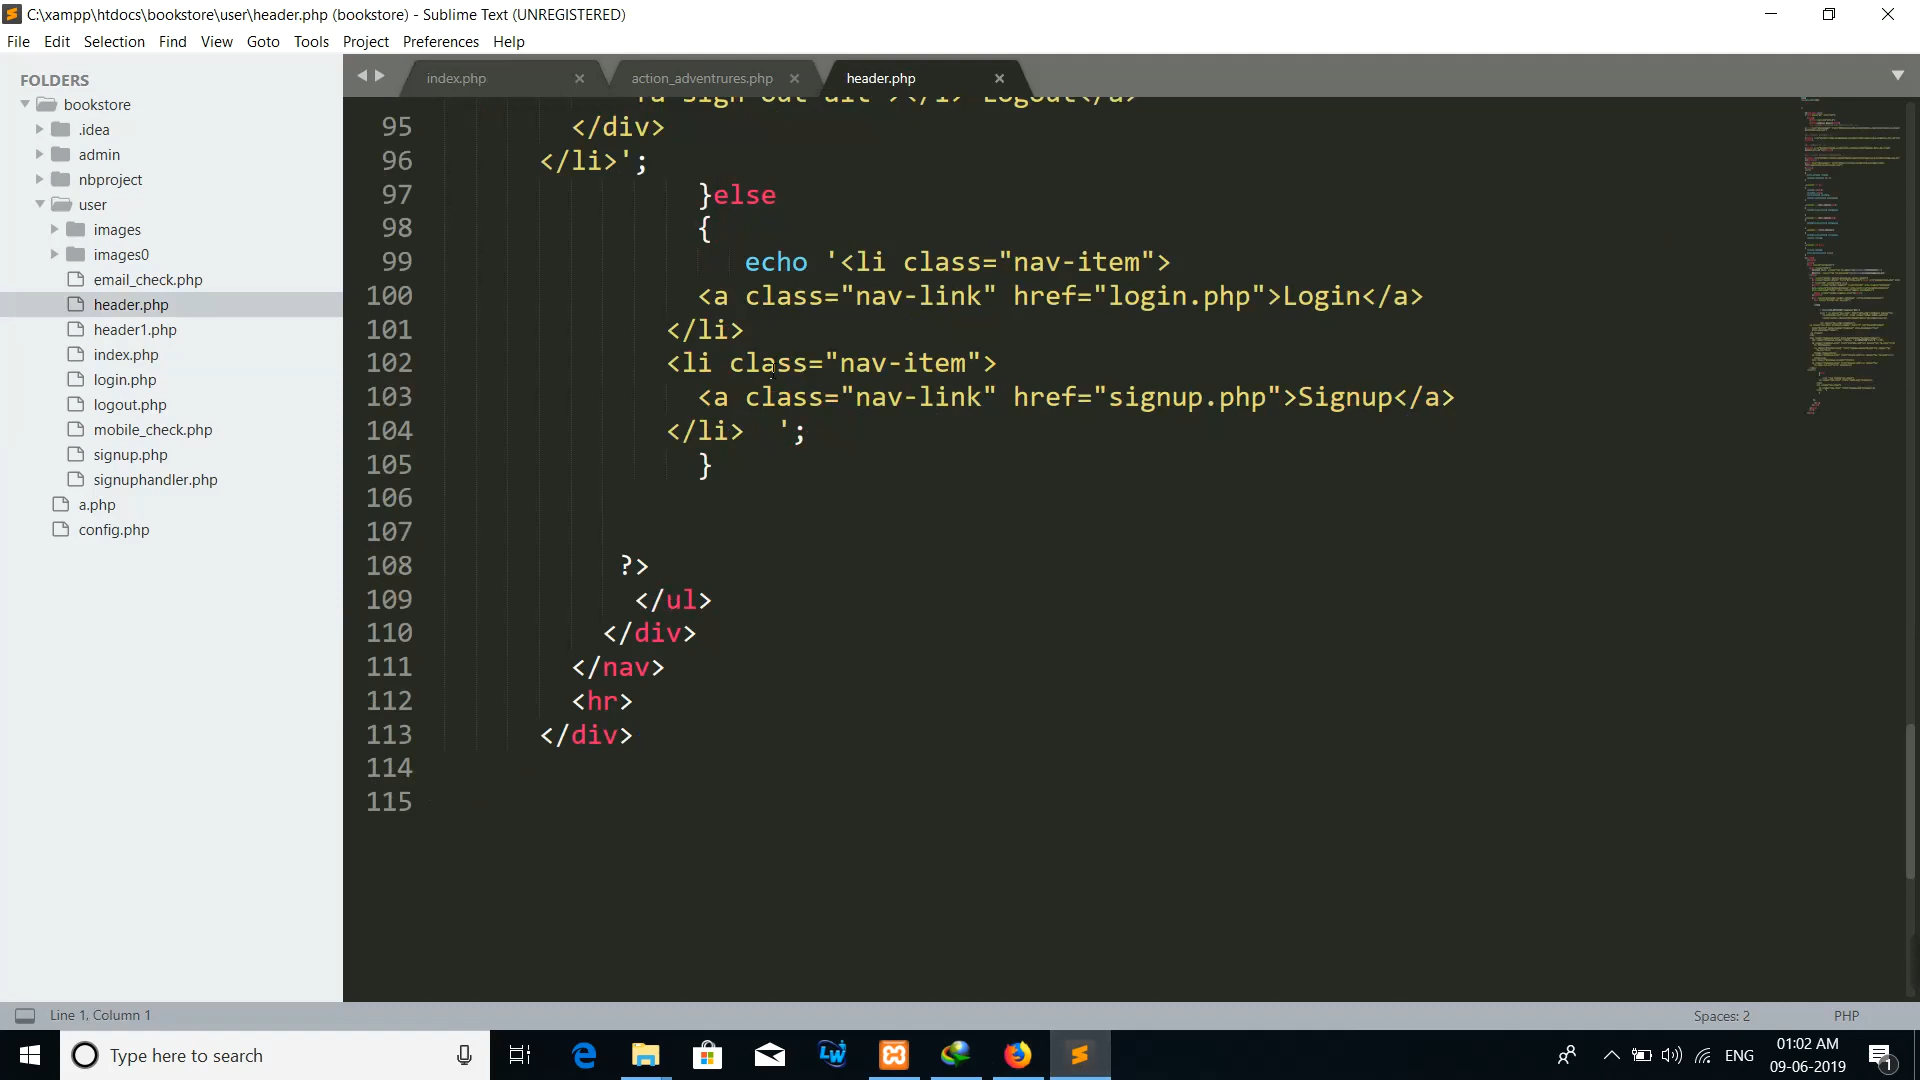 C:\xampp\htdocs\bookstore\user\header.php (bookstore) - Sublime Text (UNREGISTERED)
File Edit Selection Find View Goto Tools Project Preferences Help
FOLDERS
bookstore
.idea
admin
nbproject
user
images
images0
email_check.php
header.php
header1.php
index.php
login.php
logout.php
mobile_check.php
signup.php
signuphandler.php
a.php
config.php
index.php action_adventrures.php header.php
95 </div>
96 </li>';
97 }else
98 {
99 echo '<li class="nav-item">
100 <a class="nav-link" href="login.php">Login</a>
101 </li>
102 <li class="nav-item">
103 <a class="nav-link" href="signup.php">Signup</a>
104 </li> ';
105 }
106
107
108 ?>
109 </ul>
110 </div>
111 </nav>
112 <hr>
113 </div>
114
115
Line 1, Column 1 Spaces: 2 PHP
Type here to search
ENG
01:02 AM
09-06-2019
1